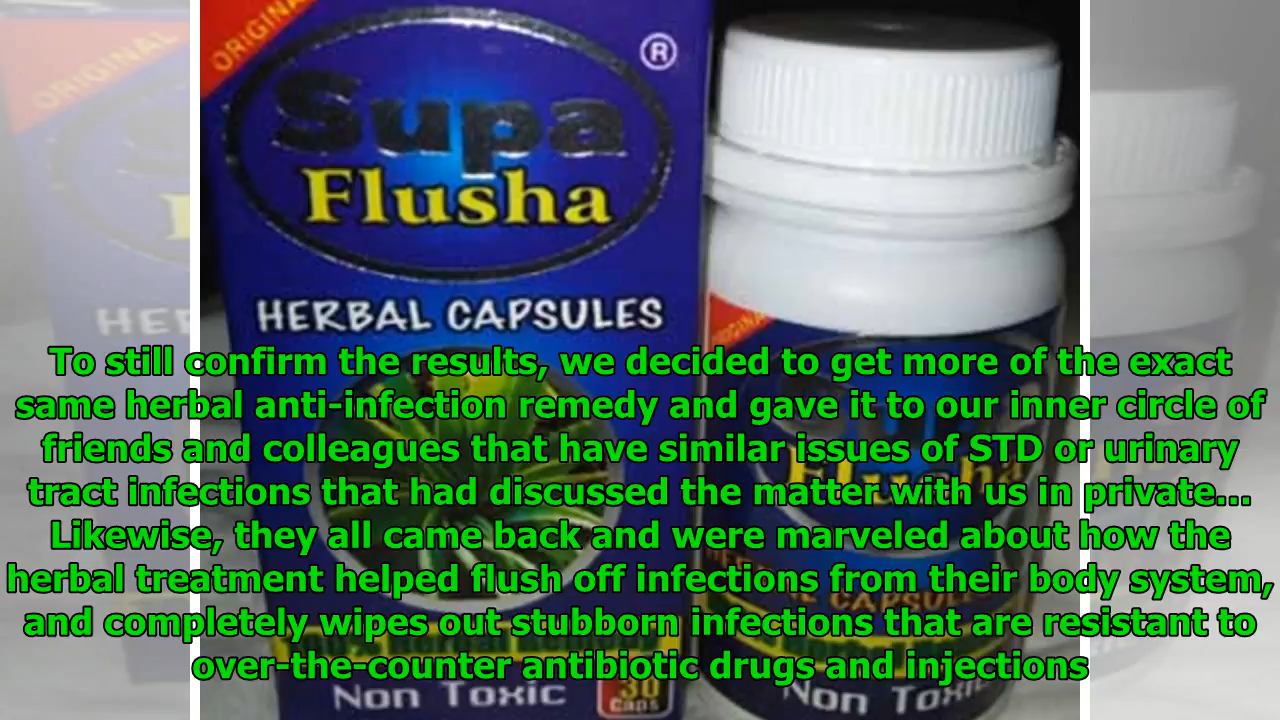 ORIGINAL
ORIGINAL
®
Supa
Flusha
HERBAL CAPSULES
HER
To still confirm the results, we decided to get more of the exact
same herbal anti-infection remedy and gave it to our inner circle of
friends and colleagues that have similar issues of STD or urinary
tract infections that had discussed the matter with us in private...
Likewise, they all came back and were marveled about how the
herbal treatment helped flush off infections from their body system,
and completely wipes out stubborn infections that are resistant to
over-the-counter antibiotic drugs and injections
Non Toxic
30
Caps
Non Toxic